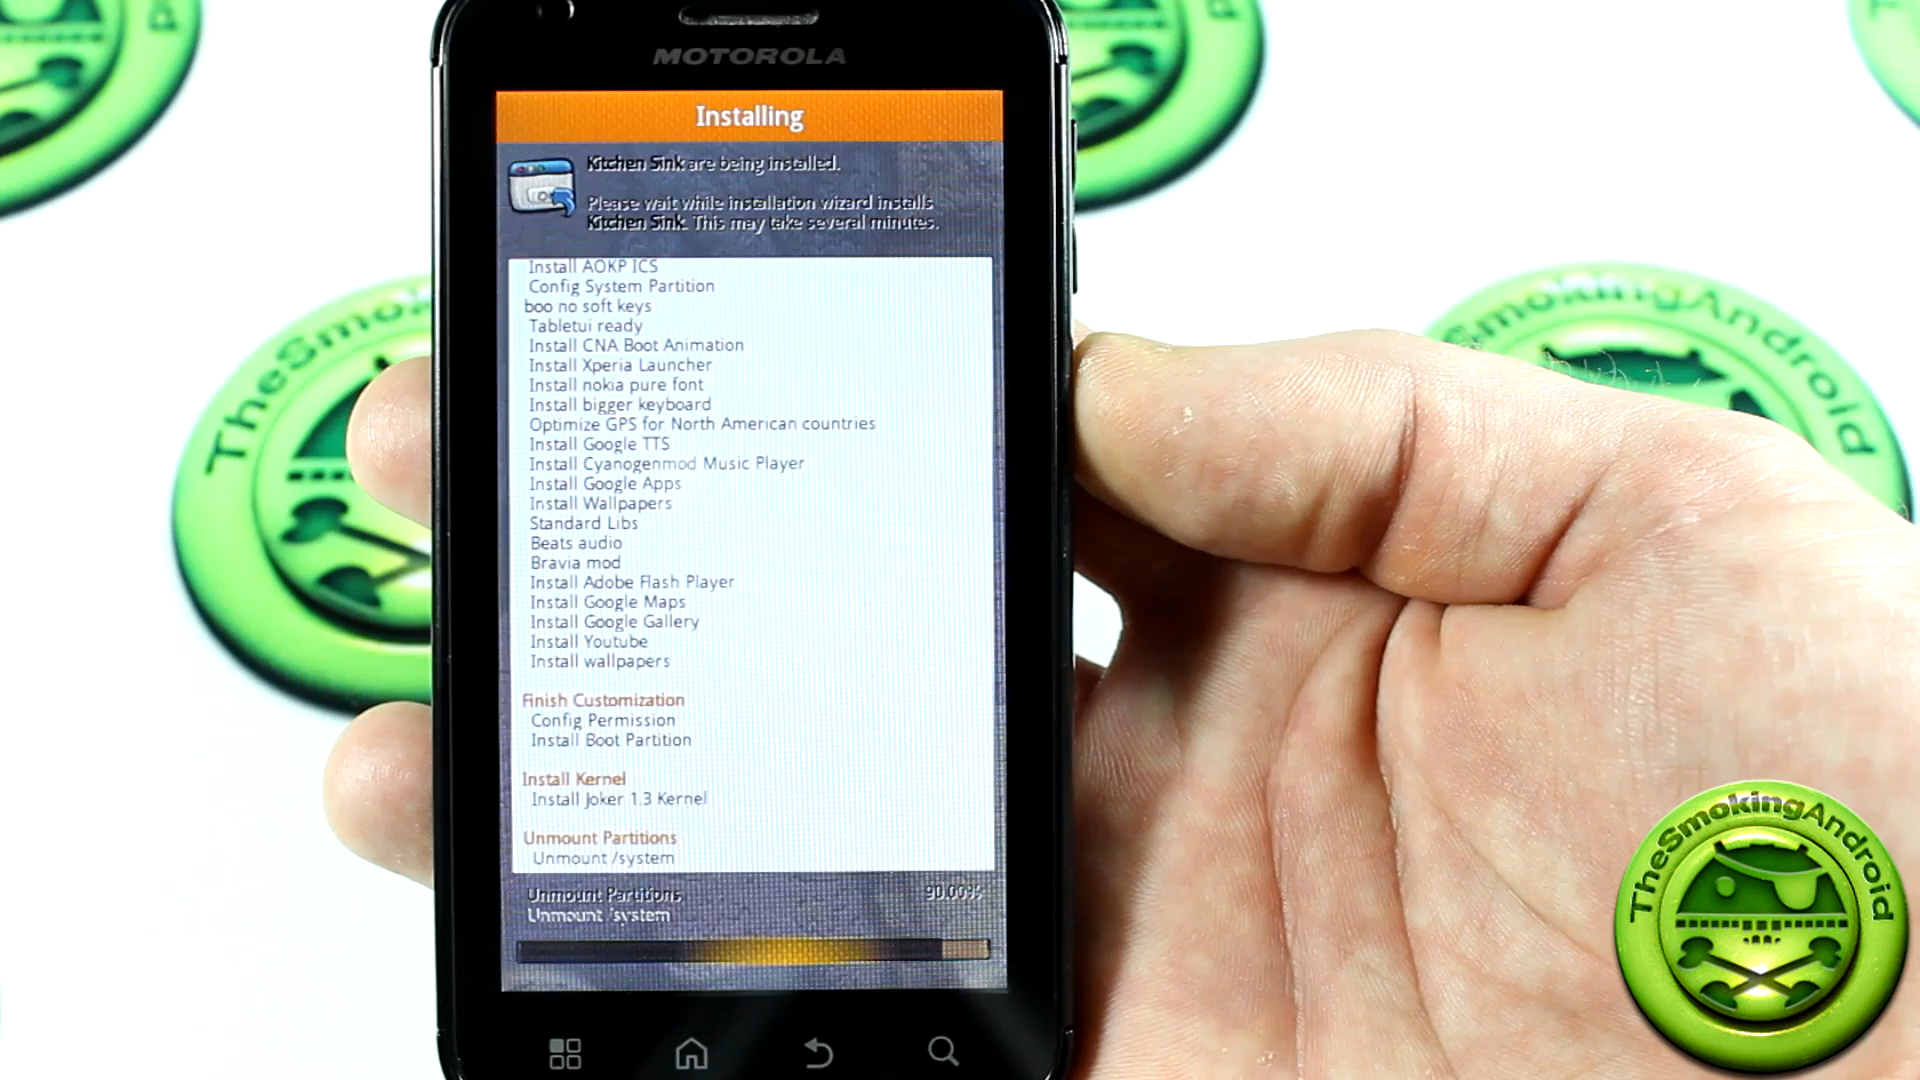 MOTOROLA
Installing
Kitchen Sink are being installed.
Please wait while installation wizard installs
Kitchen Sink. This may take several minutes.
Install AOKP ICS
Config System Partition
boo no soft keys
Tabletui ready
Install CNA Boot Animation
Install Xperia Launcher
Install nokia pure font
Install bigger keyboard
Optimize GPS for North American countries
Install Google TTS
Install Cyanogenmod Music Player
Install Google Apps
Install Wallpapers
Standard Libs
Beats audio
Bravia mod
Install Adobe Flash Player
Install Google Maps
Install Google Gallery
Install Youtube
Install wallpapers
Finish Customization
Config Permission
Install Boot Partition
Install Kernel
Install Joker 1.3 Kernel
Unmount Partitions
Unmount /system
Unmount Partitions 90.00%
Unmount /system
TheSmo
SmokingAndroid
TheSmokingAndroid